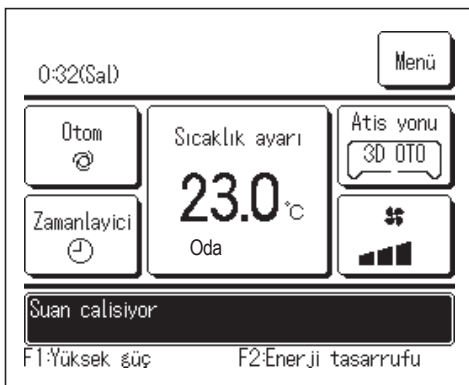 0:32(Sal)
Menü
Otom
Sıcaklık ayarı
23.0 °C
Oda
Atis yonu
3D OTO
Zamanlayici
Suan calisiyor
F1:Yüksek güç F2:Enerji tasarrufu